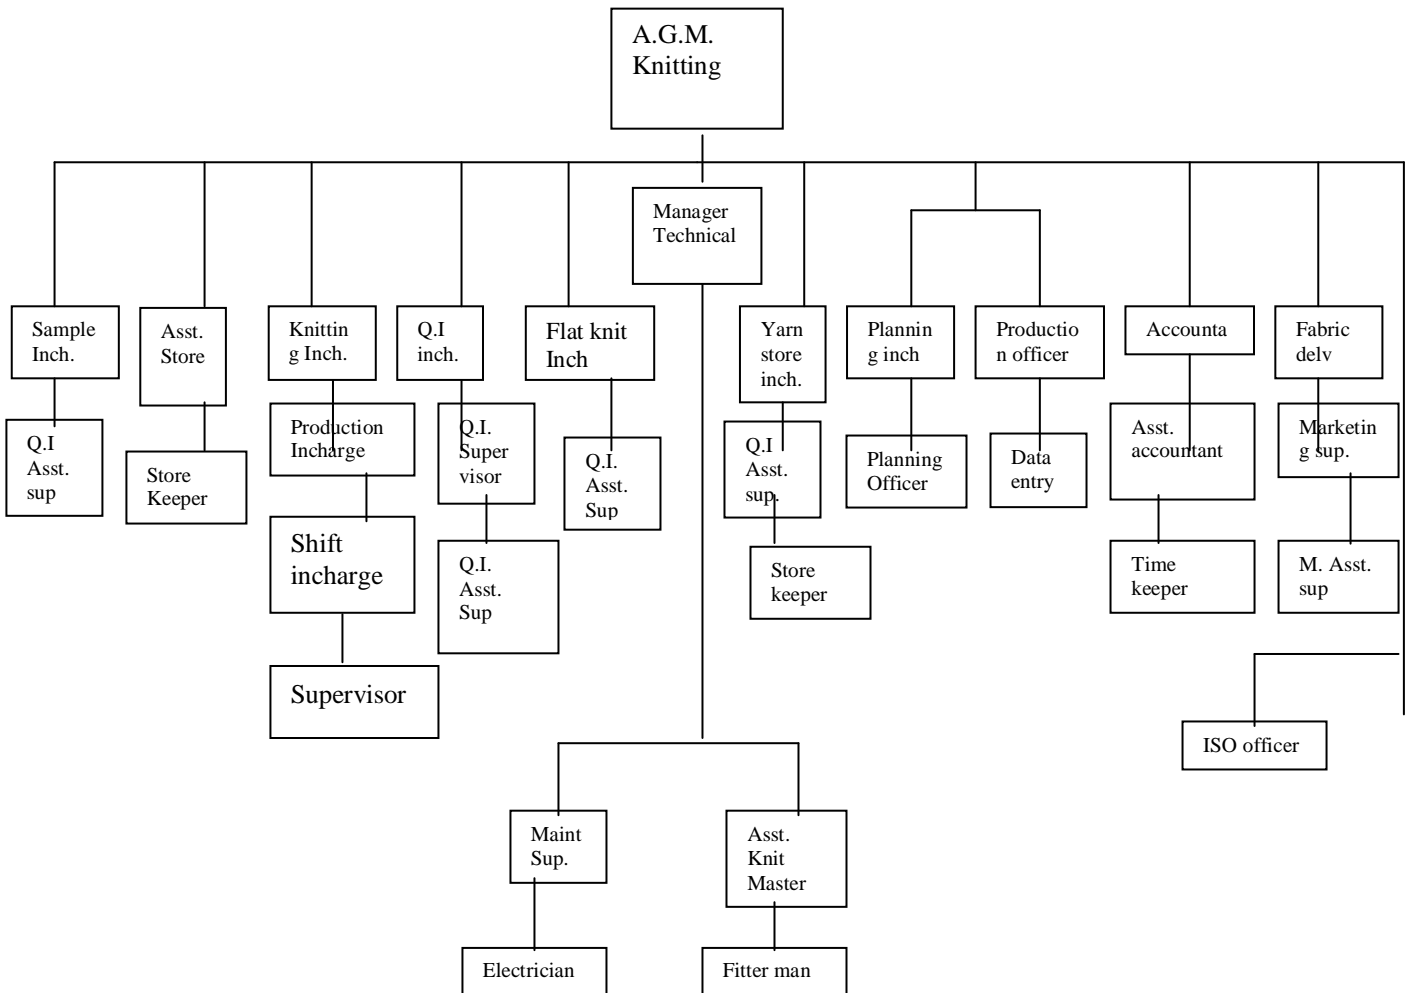 A.G.M.
Knitting
Manager
Technical
Sample
Inch.
Asst.
Store
Knittin
g Inch.
Q.I
inch.
Flat knit
Inch
Yarn
store
inch.
Plannin
g inch
Productio
n officer
Accounta
Fabric
delv
Q.I
Asst.
sup
Store
Keeper
Production
Incharge
Q.I.
Super
visor
Q.I.
Asst.
Sup
Q.I
Asst.
sup.
Planning
Officer
Data
entry
Asst.
accountant
Marketin
g sup.
Shift
incharge
Q.I.
Asst.
Sup
Store
keeper
Time
keeper
M. Asst.
sup
Supervisor
ISO officer
Maint
Sup.
Asst.
Knit
Master
Electrician
Fitter man